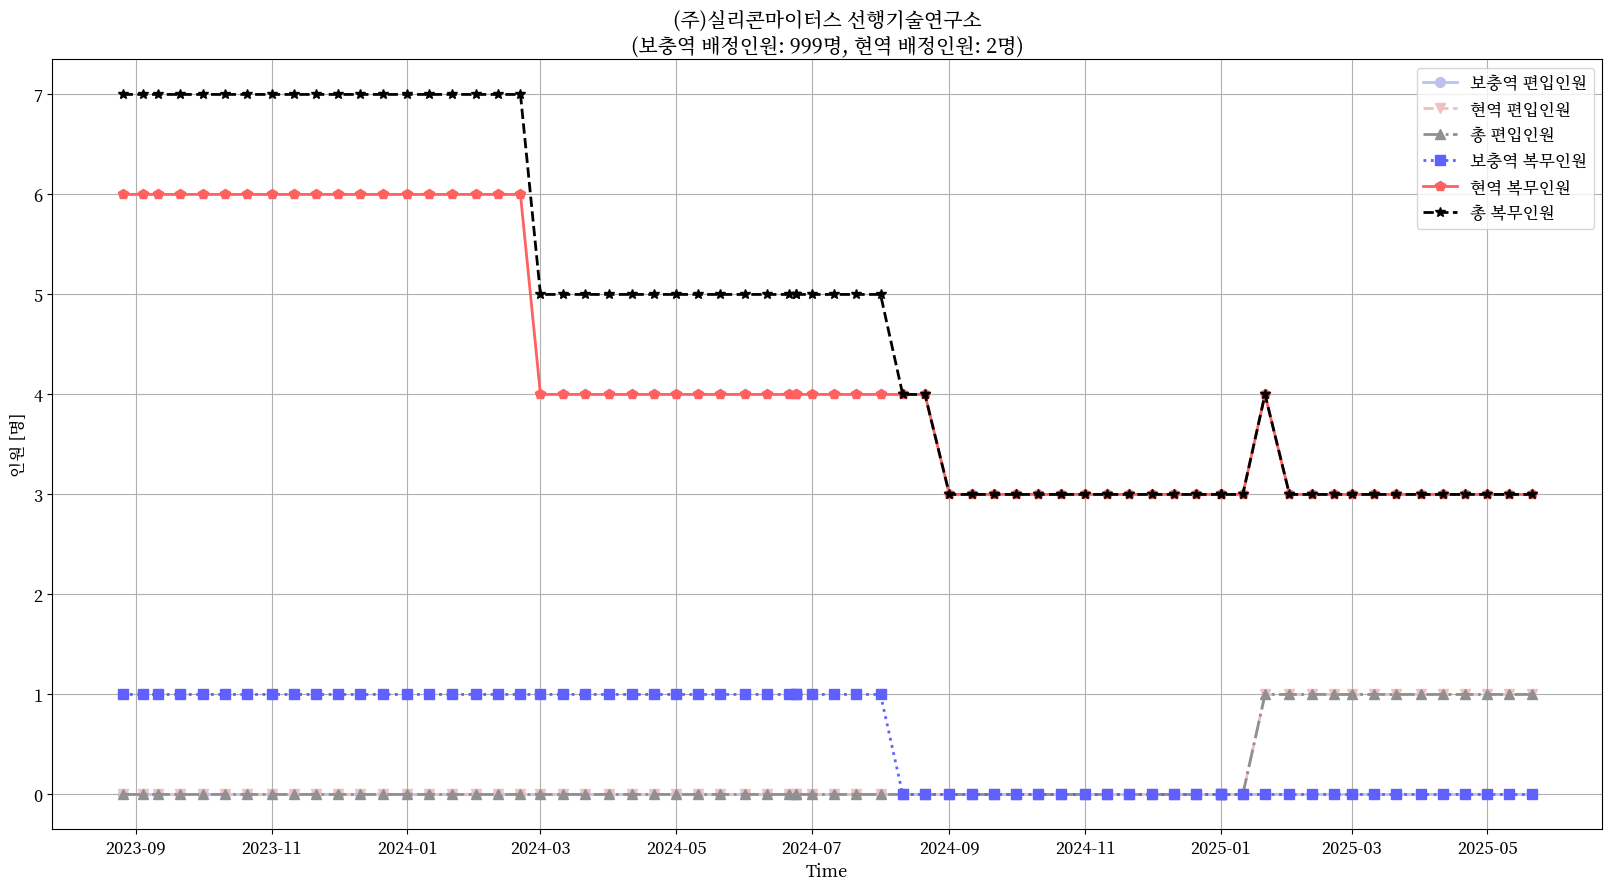 (주)실리콘마이터스 선행기술연구소
(보충역 배정인원: 999명, 현역 배정인원: 2명)
보충역 편입인원
현역 편입인원
총 편입인원
보충역 복무인원
현역 복무인원
총 복무인원
인원 [명]
7
6
5
4
3
2
1
0
2023-09
2023-11
2024-01
2024-03
2024-05
2024-07
2024-09
2024-11
2025-01
2025-03
2025-05
Time